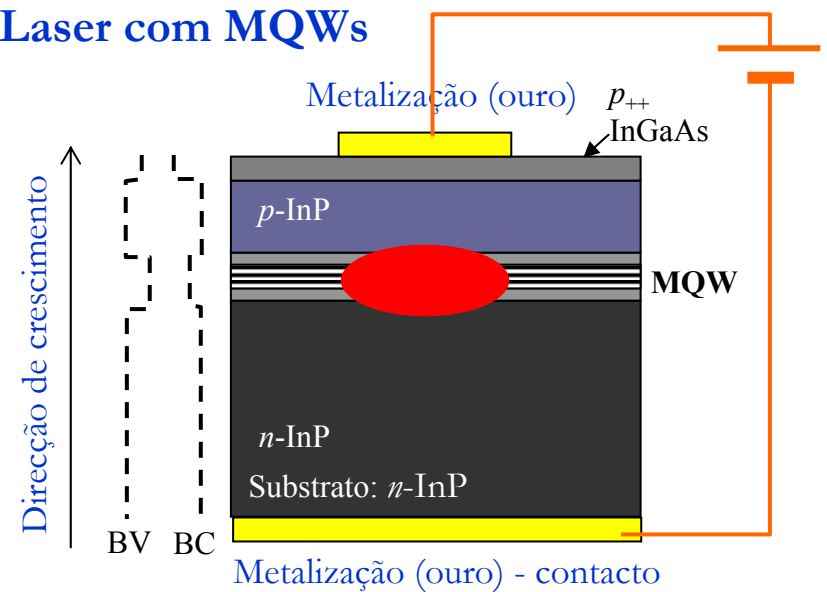 Laser com MQWs
Metalização (ouro)
p++
InGaAs
p-InP
MQW
Direcção de crescimento
n-InP
Substrato: n-InP
BV BC
Metalização (ouro) - contacto